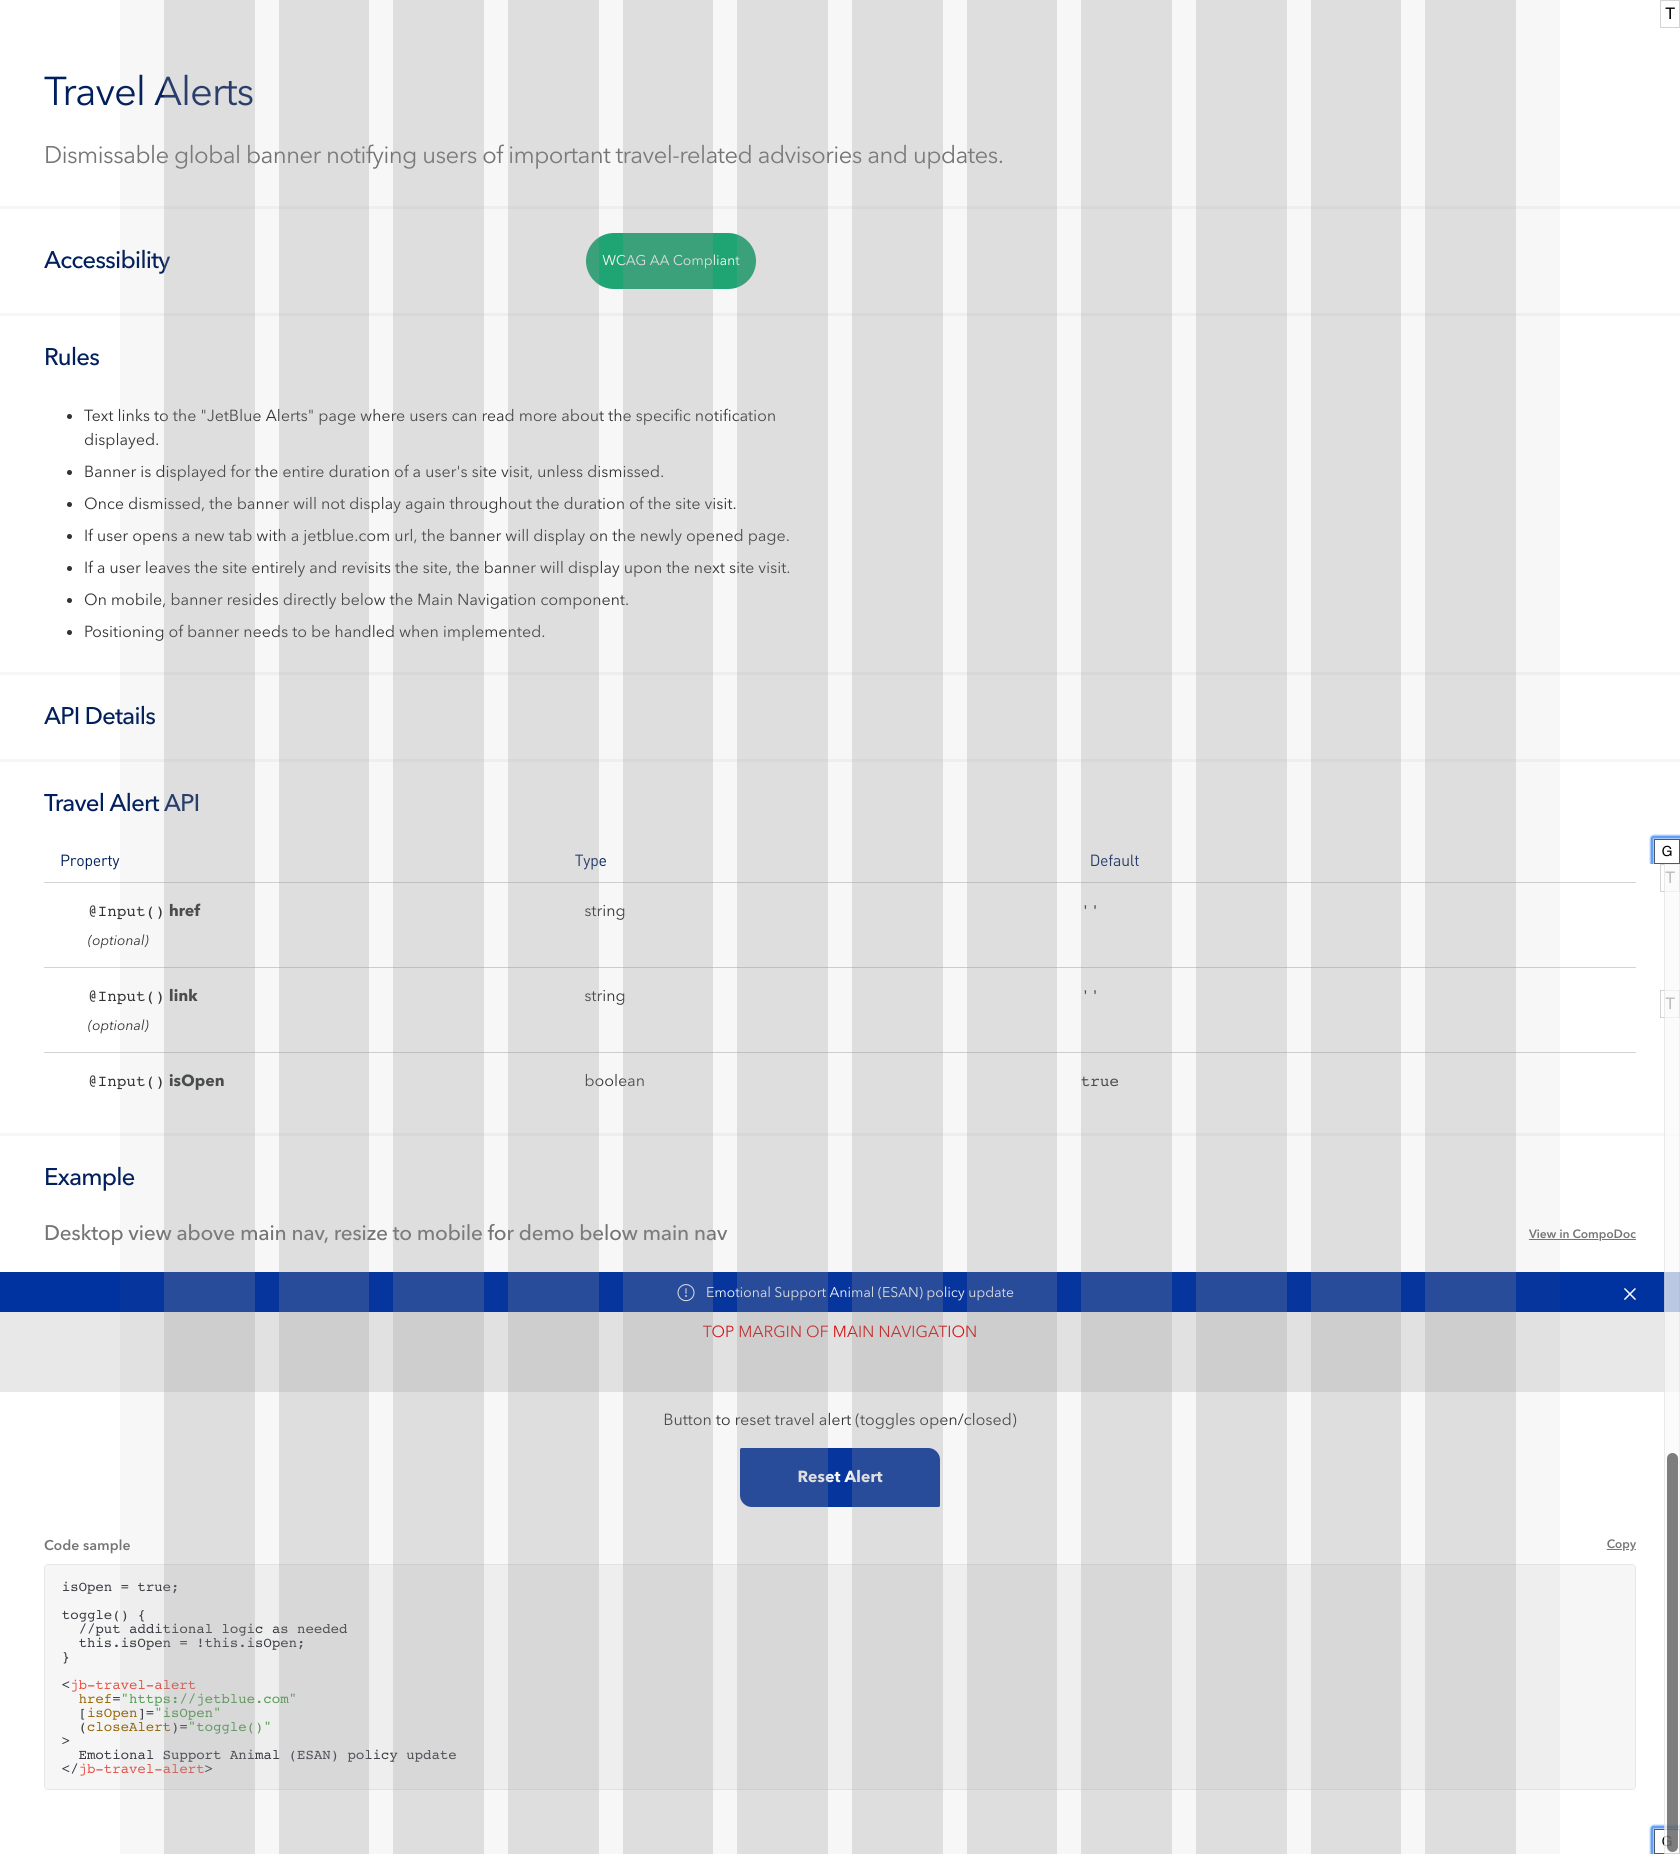 T
Travel Alerts
Dismissable global banner notifying users of important travel-related advisories and updates.
Accessibility
WCAG AA Compliant
Rules
• Text links to the "JetBlue Alerts" page where users can read more about the specific notification
displayed.
• Banner is displayed for the entire duration of a user's site visit, unless dismissed.
• Once dismissed, the banner will not display again throughout the duration of the site visit.
• If user opens a new tab with a jetblue.com url, the banner will display on the newly opened page.
• If a user leaves the site entirely and revisits the site, the banner will display upon the next site visit.
• On mobile, banner resides directly below the Main Navigation component.
• Positioning of banner needs to be handled when implemented.
API Details
Travel Alert API
G
Property Type Default
T
@Input() href string ''
(optional)
@Input() link string ''
T
(optional)
@Input() isOpen boolean true
Example
Desktop view above main nav, resize to mobile for demo below main nav
View in CompoDoc
Emotional Support Animal (ESAN) policy update
TOP MARGIN OF MAIN NAVIGATION
Button to reset travel alert (toggles open/closed)
Reset Alert
Code sample
Copy
isOpen = true;
toggle() {
  //put additional logic as needed
  this.isOpen = !this.isOpen;
}
<jb-travel-alert
  href="https://jetblue.com"
  [isOpen]="isOpen"
  (closeAlert)="toggle()"
>
  Emotional Support Animal (ESAN) policy update
</jb-travel-alert>
G